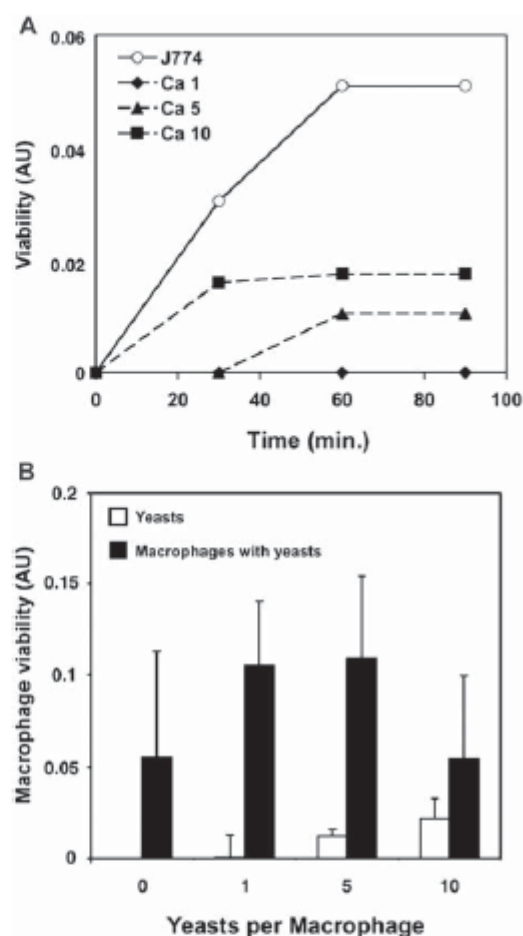 A
0.06
0.04
0.02
0
Viability (AU)
J774
Ca 1
Ca 5
Ca 10
0 20 40 60 80 100
Time (min.)
B
0.2
0.15
0.1
0.05
0
Macrophage viability (AU)
Yeasts
Macrophages with yeasts
0 1 5 10
Yeasts per Macrophage